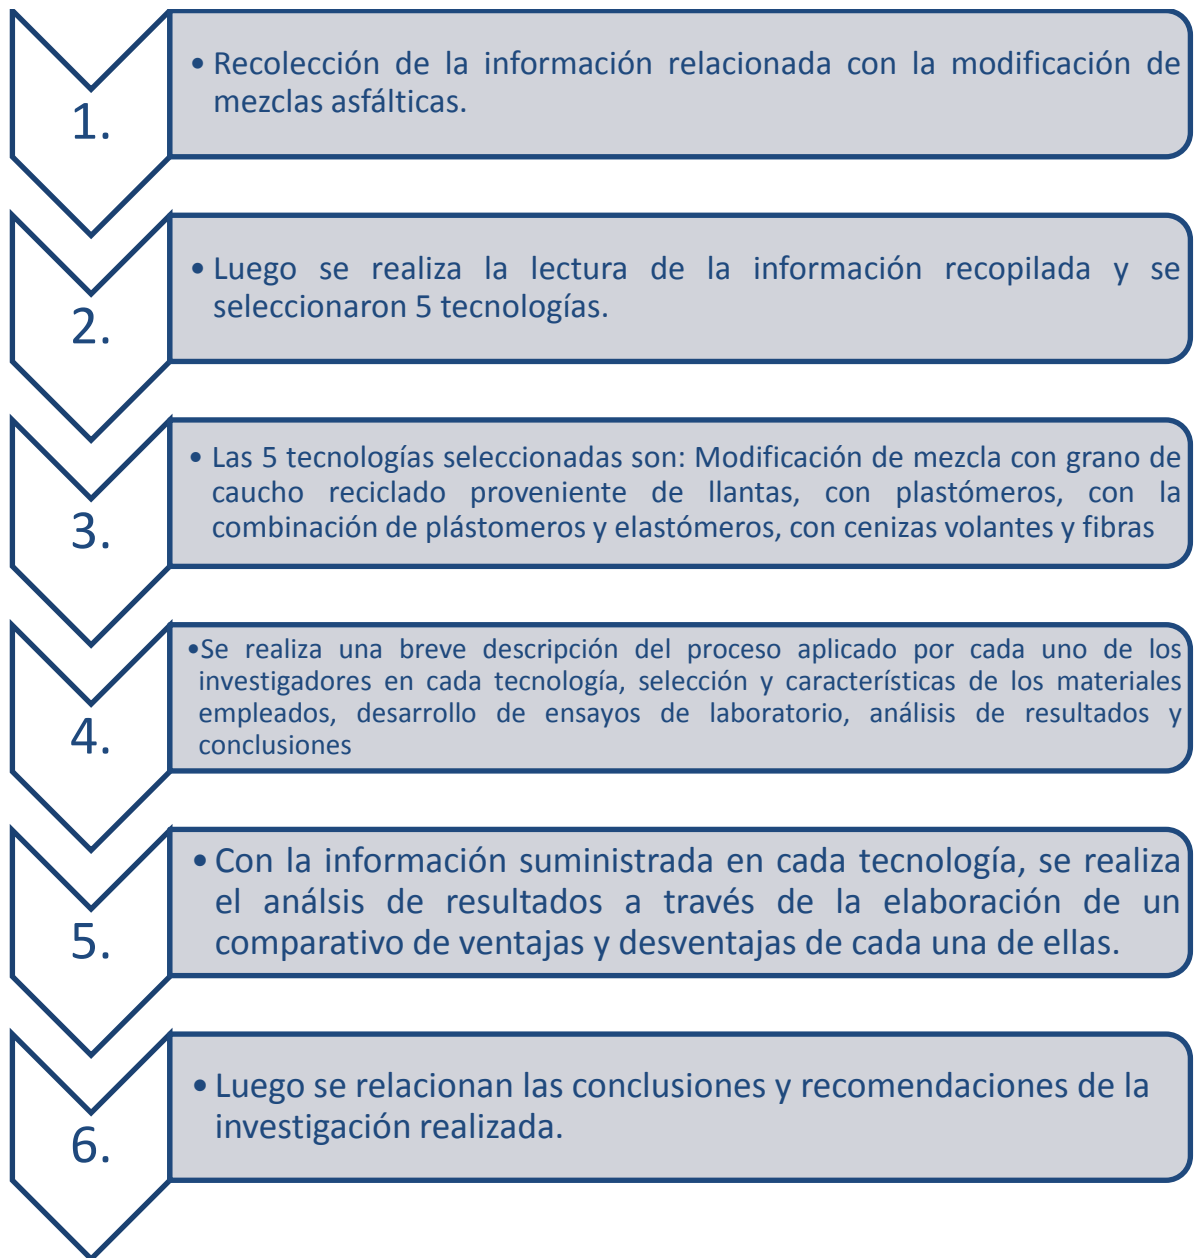 1.
• Recolección de la información relacionada con la modificación de
mezclas asfálticas.
2.
• Luego se realiza la lectura de la información recopilada y se
seleccionaron 5 tecnologías.
3.
• Las 5 tecnologías seleccionadas son: Modificación de mezcla con grano de
caucho reciclado proveniente de llantas, con plastómeros, con la
combinación de plástomeros y elastómeros, con cenizas volantes y fibras
4.
•Se realiza una breve descripción del proceso aplicado por cada uno de los
investigadores en cada tecnología, selección y características de los materiales
empleados, desarrollo de ensayos de laboratorio, análisis de resultados y
conclusiones
5.
• Con la información suministrada en cada tecnología, se realiza
el análsis de resultados a través de la elaboración de un
comparativo de ventajas y desventajas de cada una de ellas.
6.
• Luego se relacionan las conclusiones y recomendaciones de la
investigación realizada.